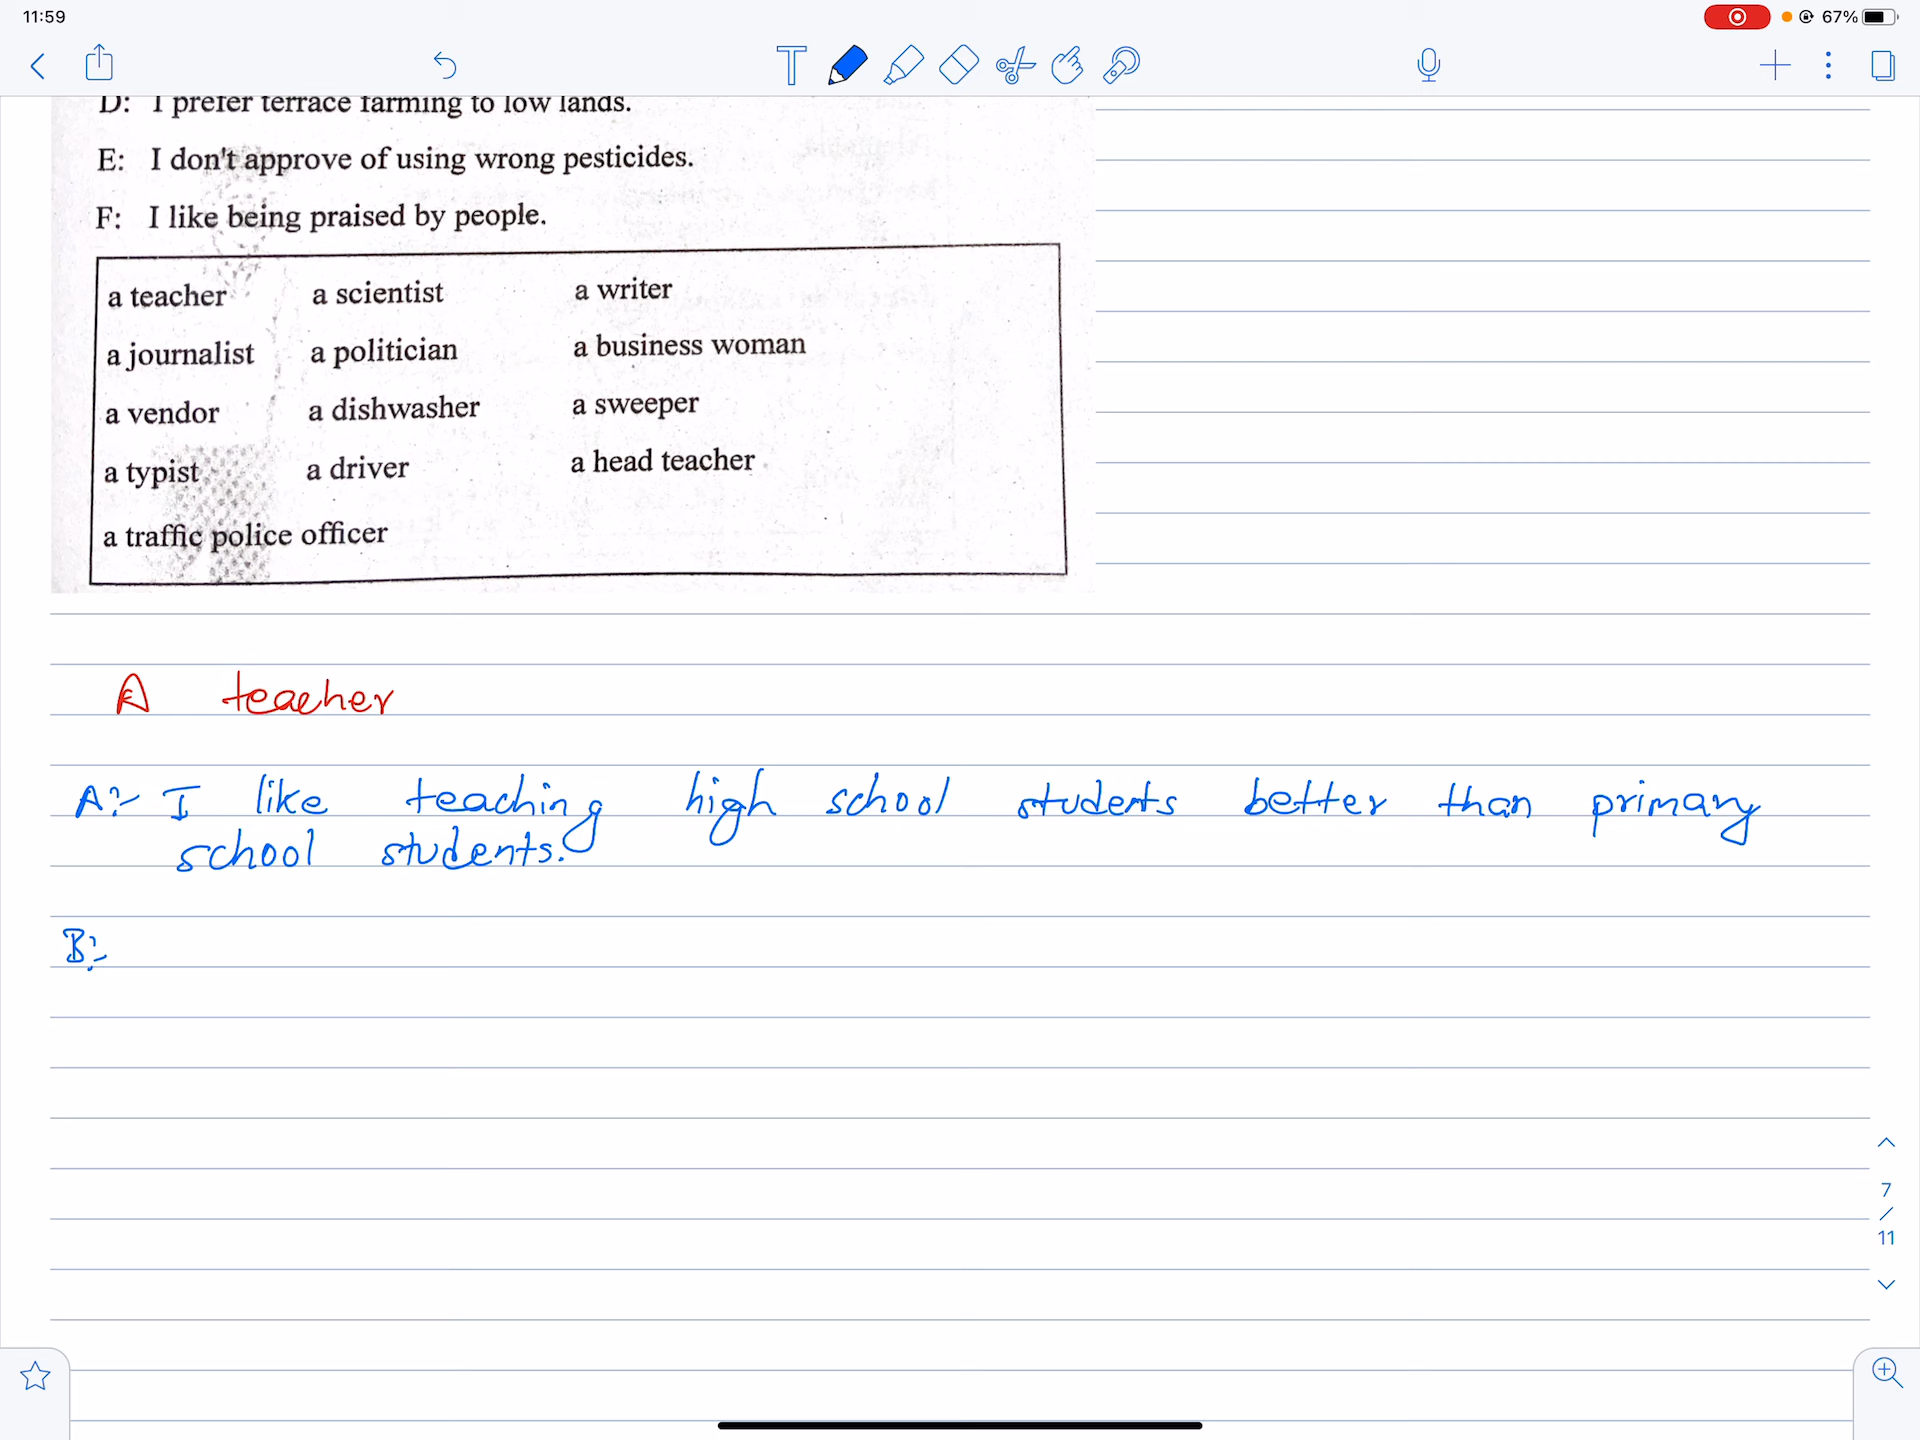 11:59
67%
D: I prefer terrace farming to low lands.
E: I don't approve of using wrong pesticides.
F: I like being praised by people.
a teacher a scientist a writer
a journalist a politician a business woman
a vendor a dishwasher a sweeper
a typist a driver a head teacher
a traffic police officer
A teacher
A:- I like teaching high school students better than primary
school students.
B:-
7
/
11